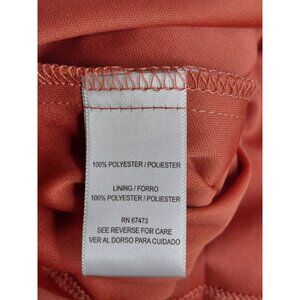 100% POLYESTER / POLIESTER
LINING / FORRO
100% POLYESTER / POLIESTER
RN 67473
SEE REVERSE FOR CARE
VER AL DORSO PARA CUIDADO